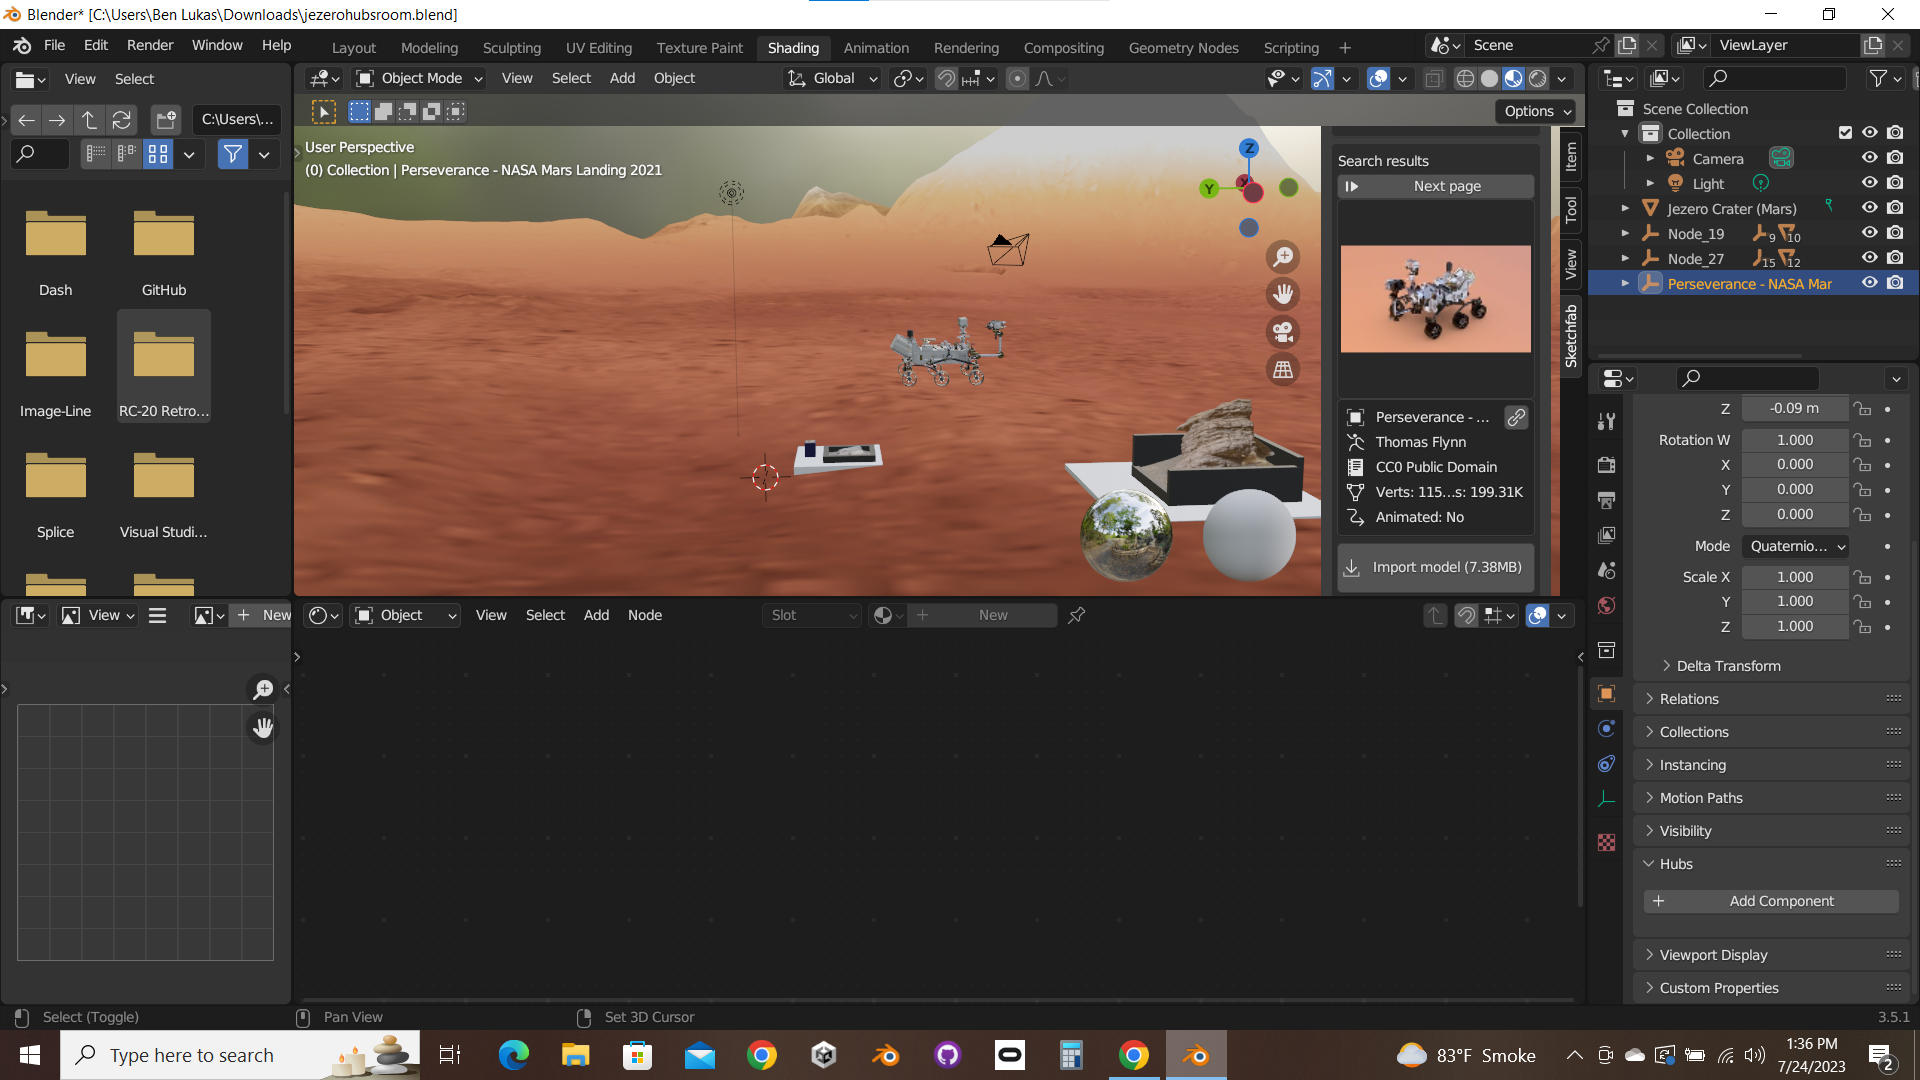 Blender* [C:\Users\Ben Lukas\Downloads\jezerohubsroom.blend]
File Edit Render Window Help
Layout Modeling Sculpting UV Editing Texture Paint Shading Animation Rendering Compositing Geometry Nodes Scripting
Scene
ViewLayer
View Select
Object Mode View Select Add Object
Global
C:\Users\...
Options
User Perspective
(0) Collection | Perseverance - NASA Mars Landing 2021
Z
Y
X
Dash
GitHub
Image-Line
RC-20 Retro...
Splice
Visual Studi...
Search results
Next page
Perseverance - ...
Thomas Flynn
CC0 Public Domain
Verts: 115...s: 199.31K
Animated: No
Import model (7.38MB)
Item
Tool
View
Sketchfab
Scene Collection
Collection
Camera
Light
Jezero Crater (Mars)
Node_19 9 10
Node_27 15 12
Perseverance - NASA Mar
Z -0.09 m
Rotation W 1.000
X 0.000
Y 0.000
Z 0.000
Mode Quaternio...
Scale X 1.000
Y 1.000
Z 1.000
Delta Transform
Relations
Collections
Instancing
Motion Paths
Visibility
Hubs
Add Component
Viewport Display
Custom Properties
View New
Object View Select Add Node Slot New
Select (Toggle) Pan View Set 3D Cursor 3.5.1
Type here to search
83°F Smoke
1:36 PM
7/24/2023
2